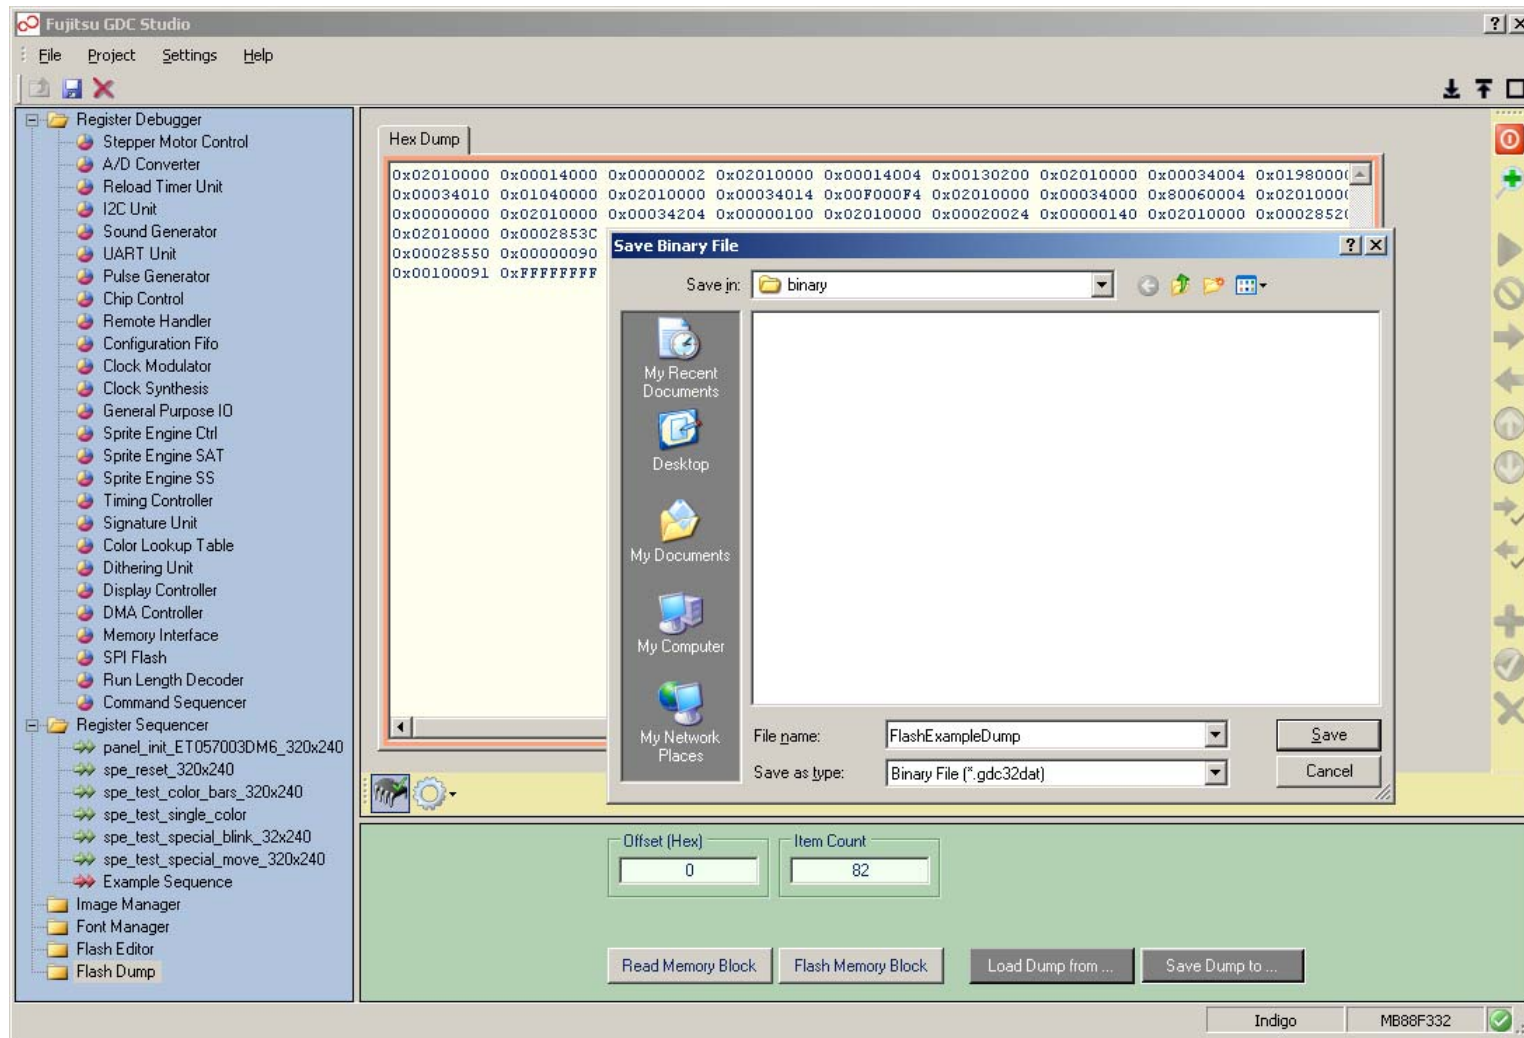 Fujitsu GDC Studio
File Project Settings Help
Register Debugger
Stepper Motor Control
A/D Converter
Reload Timer Unit
I2C Unit
Sound Generator
UART Unit
Pulse Generator
Chip Control
Remote Handler
Configuration Fifo
Clock Modulator
Clock Synthesis
General Purpose IO
Sprite Engine Ctrl
Sprite Engine SAT
Sprite Engine SS
Timing Controller
Signature Unit
Color Lookup Table
Dithering Unit
Display Controller
DMA Controller
Memory Interface
SPI Flash
Run Length Decoder
Command Sequencer
Register Sequencer
panel_init_ET057003DM6_320x240
spe_reset_320x240
spe_test_color_bars_320x240
spe_test_single_color
spe_test_special_blink_32x240
spe_test_special_move_320x240
Example Sequence
Image Manager
Font Manager
Flash Editor
Flash Dump
Hex Dump
0x02010000 0x00014000 0x00000002 0x02010000 0x00014004 0x00130200 0x02010000 0x00034004 0x0198000
0x00034010 0x01040000 0x02010000 0x00034014 0x00F000F4 0x02010000 0x00034000 0x80060004 0x0201000
0x00000000 0x02010000 0x00034204 0x00000100 0x02010000 0x00020024 0x00000140 0x02010000 0x0002852
0x02010000 0x0002853C
0x00028550 0x00000090
0x00100091 0xFFFFFFFF
Save Binary File
Save in: binary
My Recent
Documents
Desktop
My Documents
My Computer
My Network
Places
File name: FlashExampleDump Save
Save as type: Binary File (*.gdc32dat) Cancel
Offset (Hex) Item Count
0 82
Read Memory Block Flash Memory Block Load Dump from ... Save Dump to ...
Indigo MB88F332